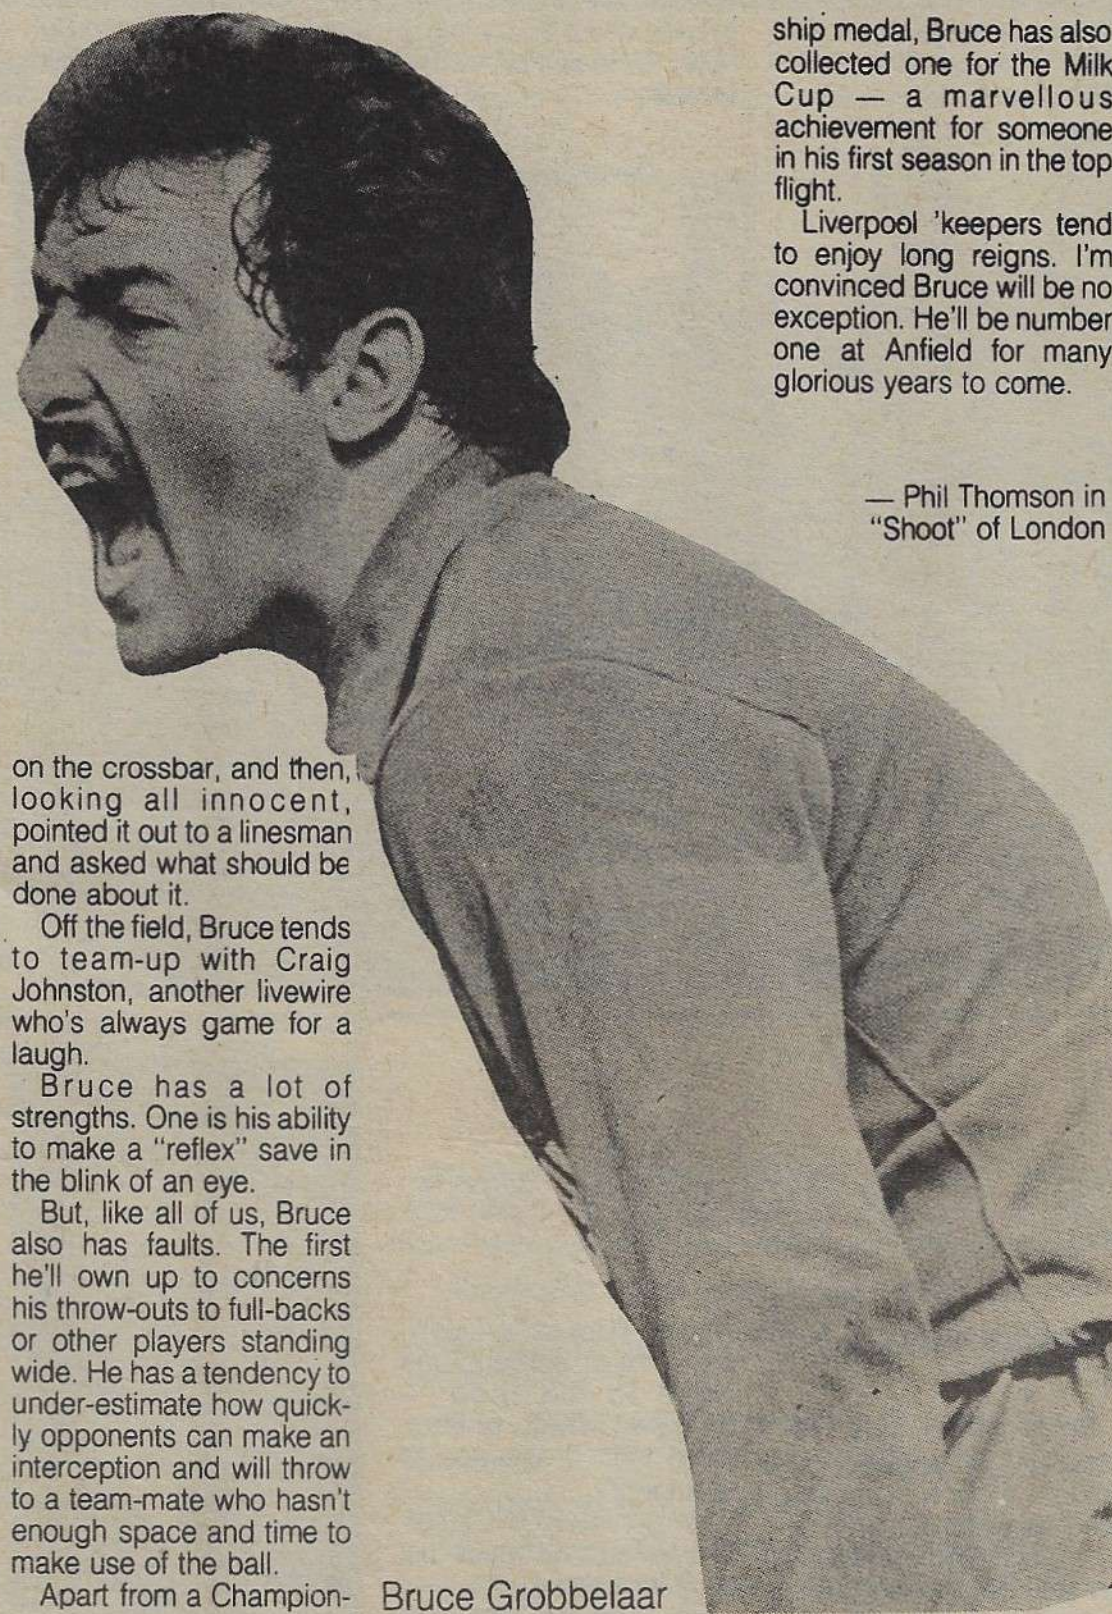 on the crossbar, and then,
looking all innocent,
pointed it out to a linesman
and asked what should be
done about it.
Off the field, Bruce tends
to team-up with Craig
Johnston, another livewire
who's always game for a
laugh.
Bruce has a lot of
strengths. One is his ability
to make a “reflex” save in
the blink of an eye.
But, like all of us, Bruce
also has faults. The first
he'll own up to concerns
his throw-outs to full-backs
or other players standing
wide. He has a tendency to
under-estimate how quick-
ly opponents can make an
interception and will throw
to a team-mate who hasn't
enough space and time to
make use of the ball.
Apart from a Champion-
ship medal, Bruce has also
collected one for the Milk
Cup — a marvellous
achievement for someone
in his first season in the top
flight.
Liverpool 'keepers tend
to enjoy long reigns. I'm
convinced Bruce will be no
exception. He'll be number
one at Anfield for many
glorious years to come.
— Phil Thomson in
“Shoot” of London
Bruce Grobbelaar